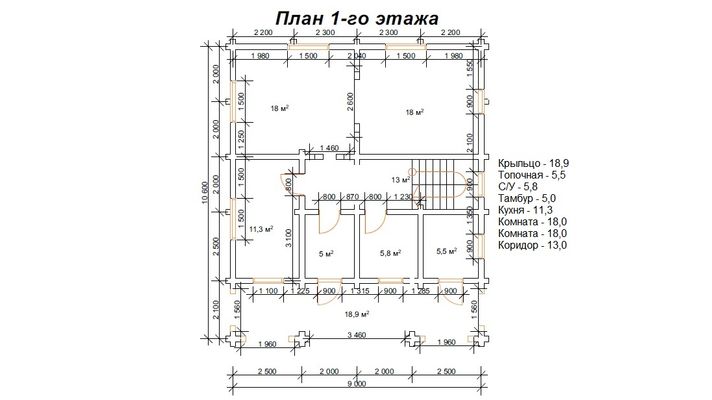 План 1-го этажа
2 200
2 300
2 300
2 200
1 980
1 500
2 040
1 500
1 980
2 000
1 500
2 600
1 550
900
18 м²
18 м²
2 000
1 250
2 100
1 460
10 600
2 000
800
13 м²
900
800
870
800
1 230
1 350
1 500
11,3 м²
3 100
5 м²
5,8 м²
5,5 м²
900
2 500
1 100
1 225
900
1 315
900
1 285
900
2 100
1 560
18,9 м²
1 560
3 460
1 960
1 960
2 500
2 000
2 000
2 500
9 000
Крыльцо - 18,9
Топочная - 5,5
С/У - 5,8
Тамбур - 5,0
Кухня - 11,3
Комната - 18,0
Комната - 18,0
Коридор - 13,0